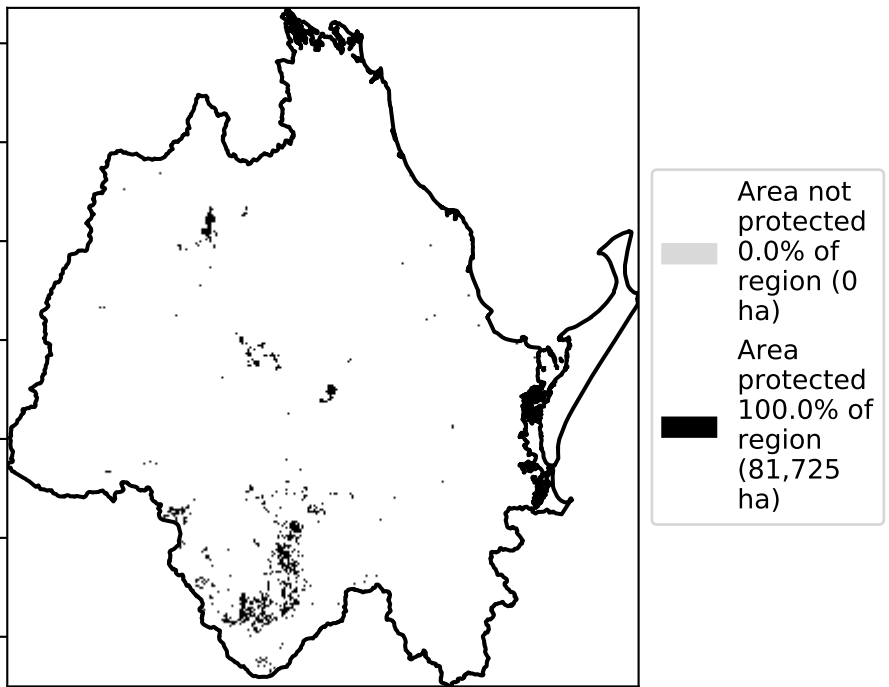 Area not
protected
0.0% of
region (0
ha)
Area
protected
100.0% of
region
(81,725
ha)